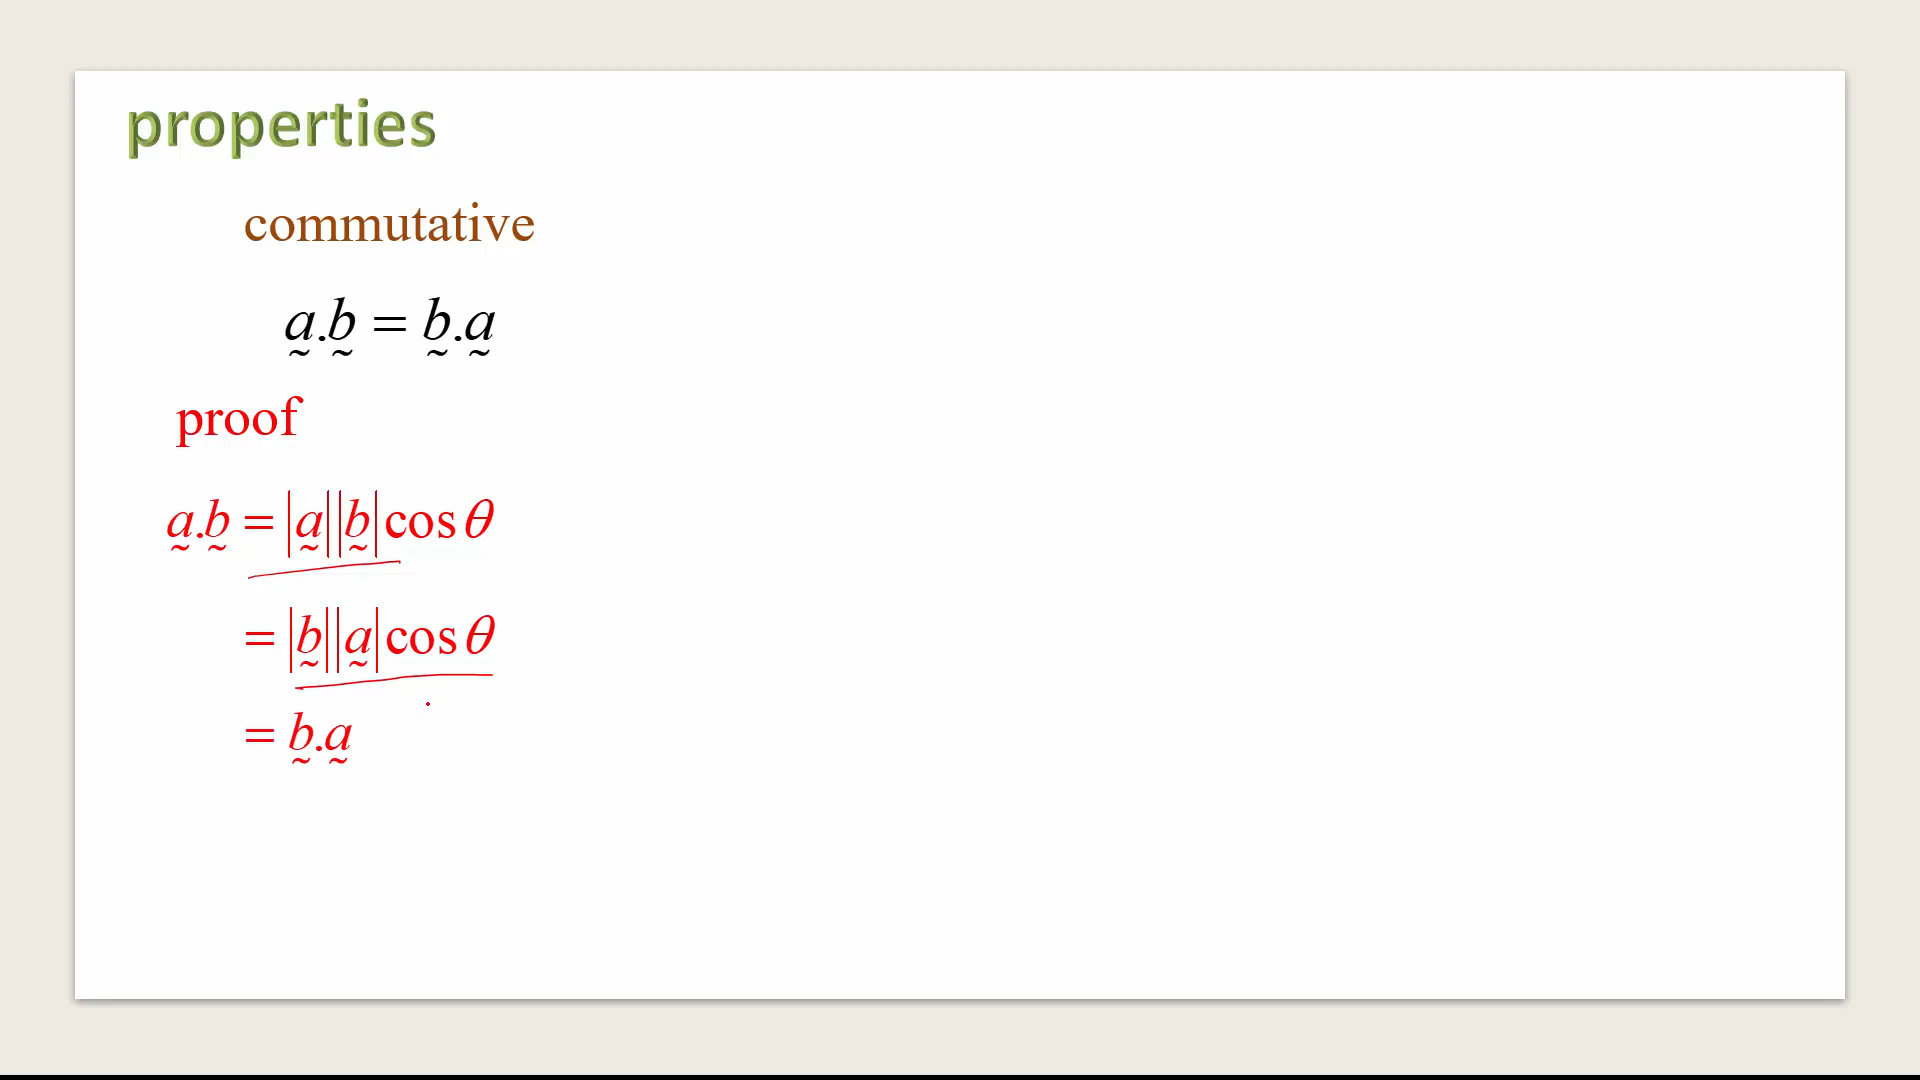 properties
commutative
a̰.b̰ = b̰.a̰
proof
a̰.b̰ = |a̰||b̰|cos θ
= |b̰||a̰|cos θ
= b̰.a̰